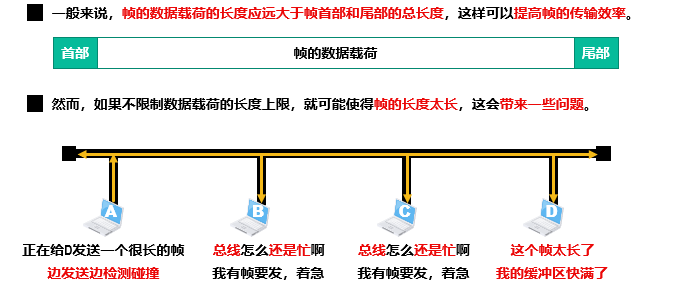 一般来说，帧的数据载荷的长度应远大于帧首部和尾部的总长度，这样可以提高帧的传输效率。
首部 帧的数据载荷 尾部
然而，如果不限制数据载荷的长度上限，就可能使得帧的长度太长，这会带来一些问题。
A B C D
正在给D发送一个很长的帧
边发送边检测碰撞
总线怎么还是忙啊
我有帧要发，着急
总线怎么还是忙啊
我有帧要发，着急
这个帧太长了
我的缓冲区快满了